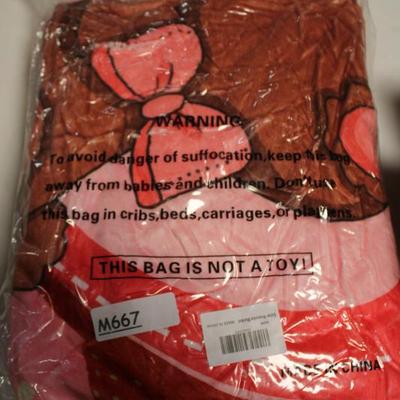 WARNING
To avoid danger of suffocation,keep this bag
away from babies and children. Don't use
this bag in cribs,beds,carriages,or playpens.
THIS BAG IS NOT A TOY!
M667
MADE IN CHINA